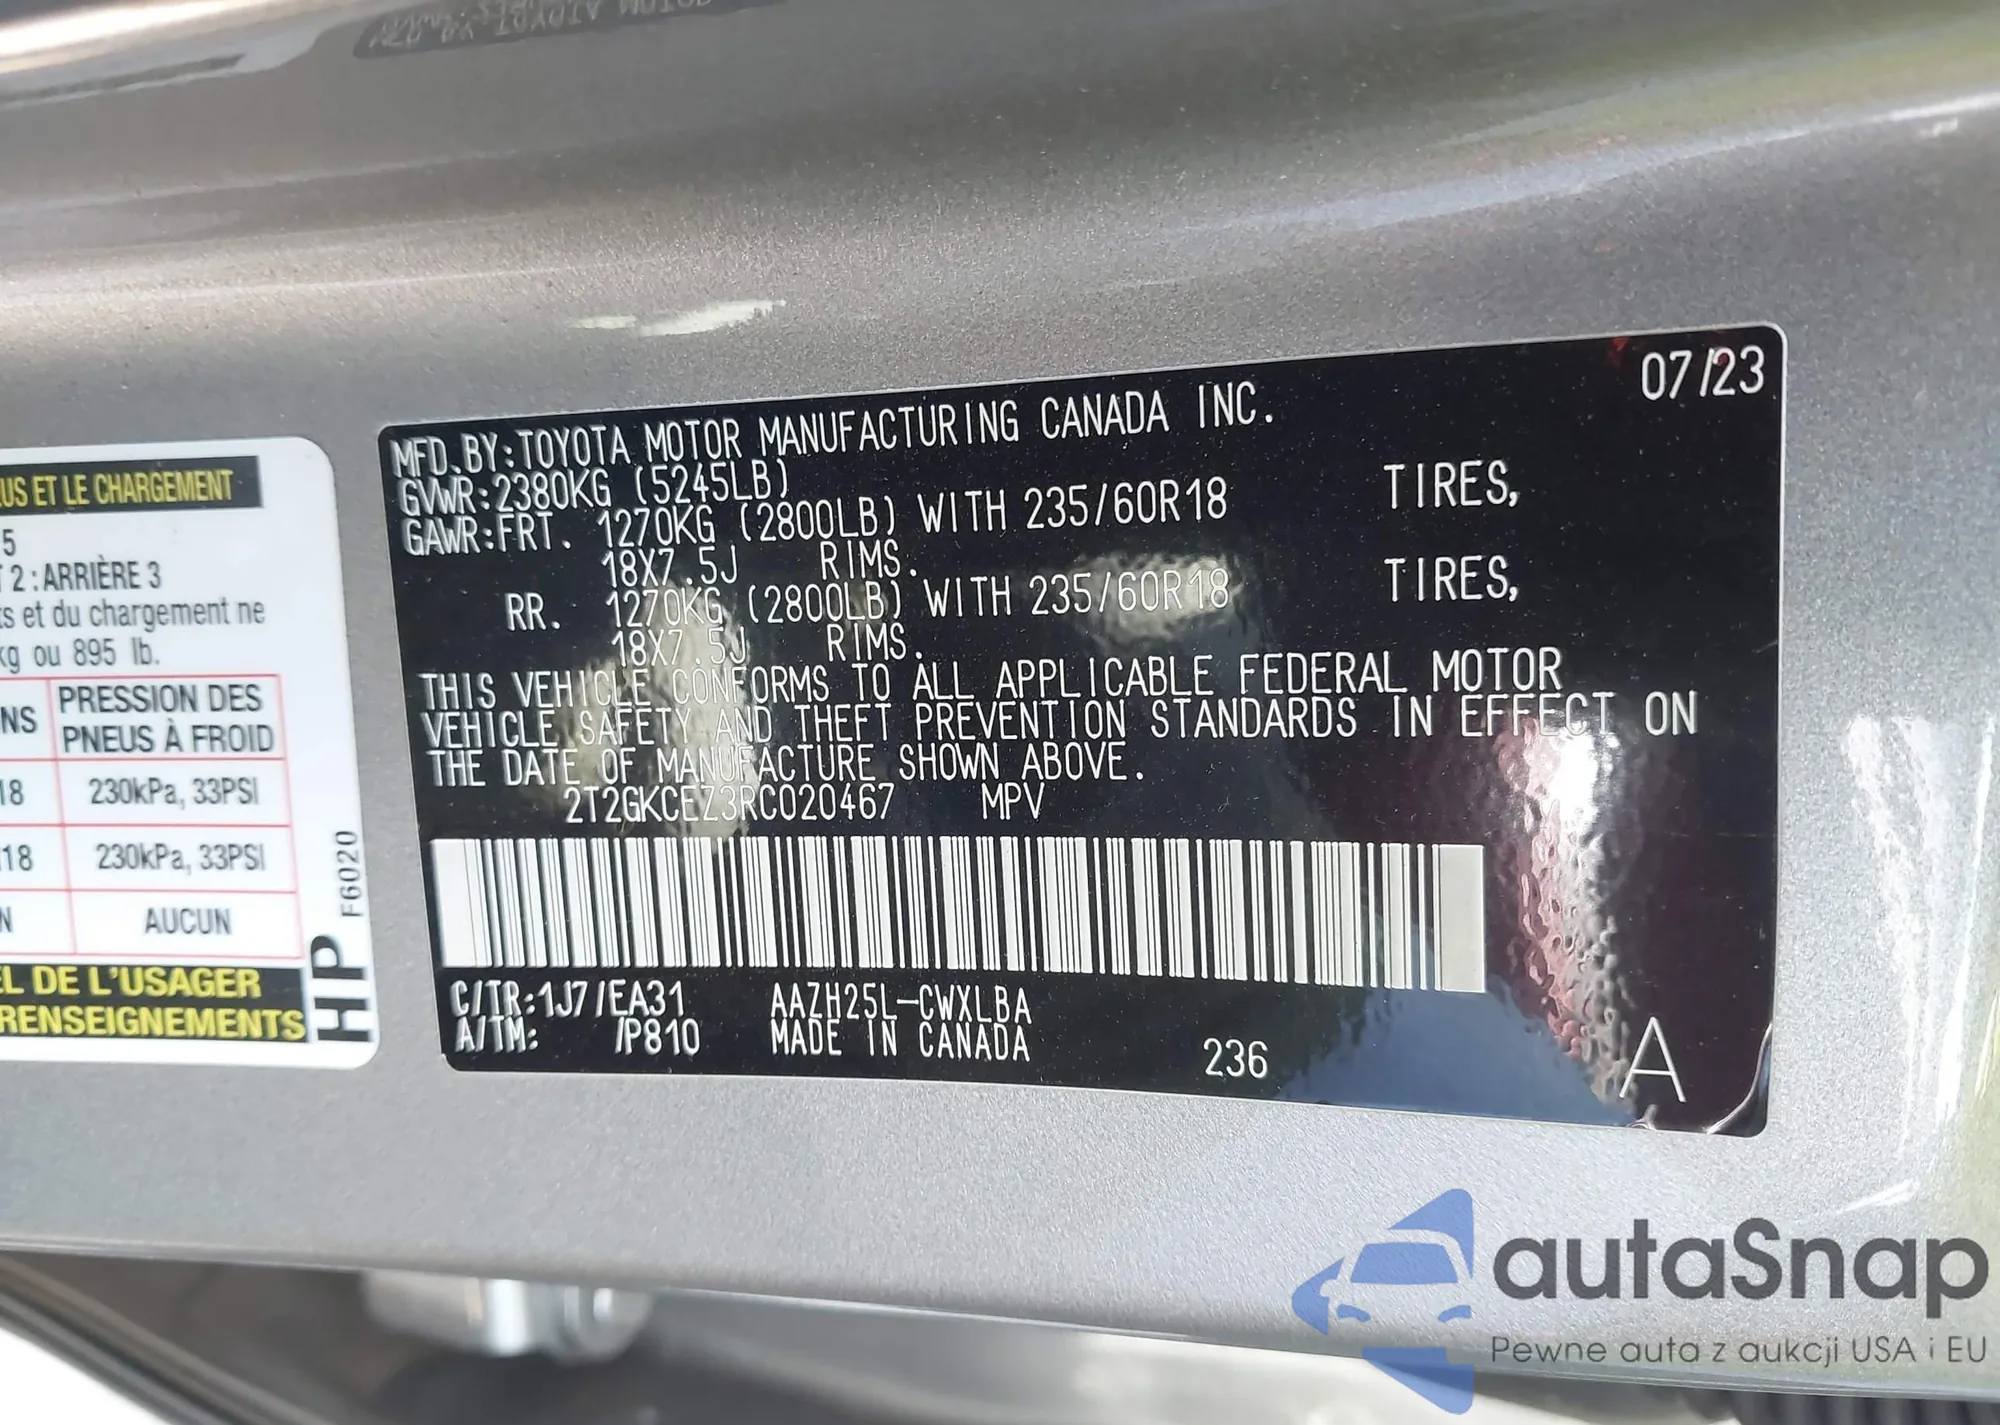 US ET LE CHARGEMENT
5
2 : ARRIÈRE 3
ts et du chargement ne
kg ou 895 lb.
NS PRESSION DES
PNEUS À FROID
18 230kPa, 33PSI
18 230kPa, 33PSI
N AUCUN
EL DE L'USAGER
RENSEIGNEMENTS
HP F6020
07/23
MFD.BY:TOYOTA MOTOR MANUFACTURING CANADA INC.
GVWR:2380KG (5245LB)
GAWR:FRT. 1270KG (2800LB) WITH 235/60R18 TIRES,
18X7.5J RIMS.
RR. 1270KG (2800LB) WITH 235/60R18 TIRES,
18X7.5J RIMS.
THIS VEHICLE CONFORMS TO ALL APPLICABLE FEDERAL MOTOR
VEHICLE SAFETY AND THEFT PREVENTION STANDARDS IN EFFECT ON
THE DATE OF MANUFACTURE SHOWN ABOVE.
2T2GKCEZ3RC020467 MPV
C/TR:1J7/EA31 AAZH25L-CWXLBA
A/TM: /P810 MADE IN CANADA
236
A
autaSnap
Pewne auta z aukcji USA i EU